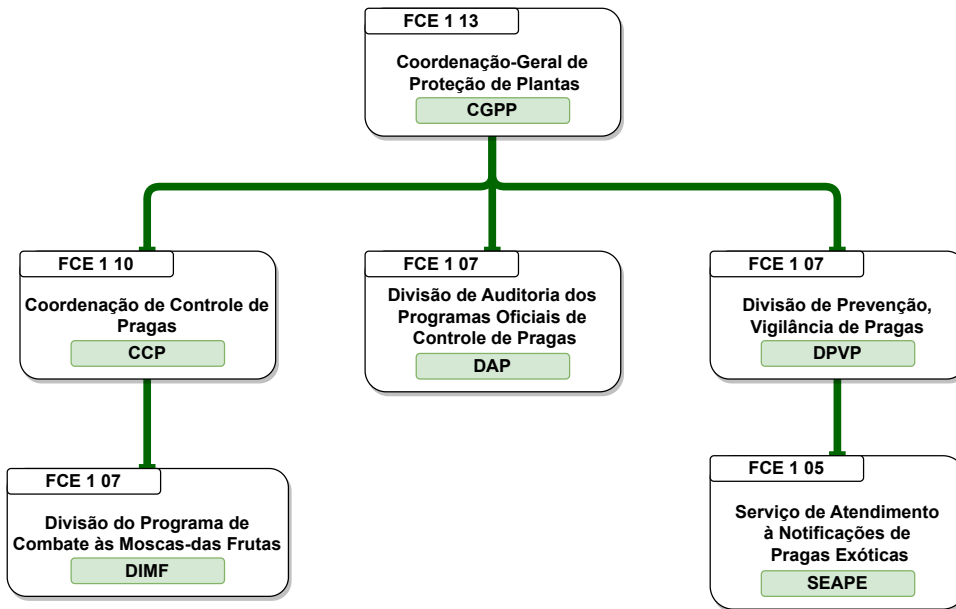 FCE 1 13
Coordenação-Geral de
Proteção de Plantas
CGPP
FCE 1 10
Coordenação de Controle de
Pragas
CCP
FCE 1 07
Divisão de Auditoria dos
Programas Oficiais de
Controle de Pragas
DAP
FCE 1 07
Divisão de Prevenção,
Vigilância de Pragas
DPVP
FCE 1 07
Divisão do Programa de
Combate às Moscas-das Frutas
DIMF
FCE 1 05
Serviço de Atendimento
à Notificações de
Pragas Exóticas
SEAPE